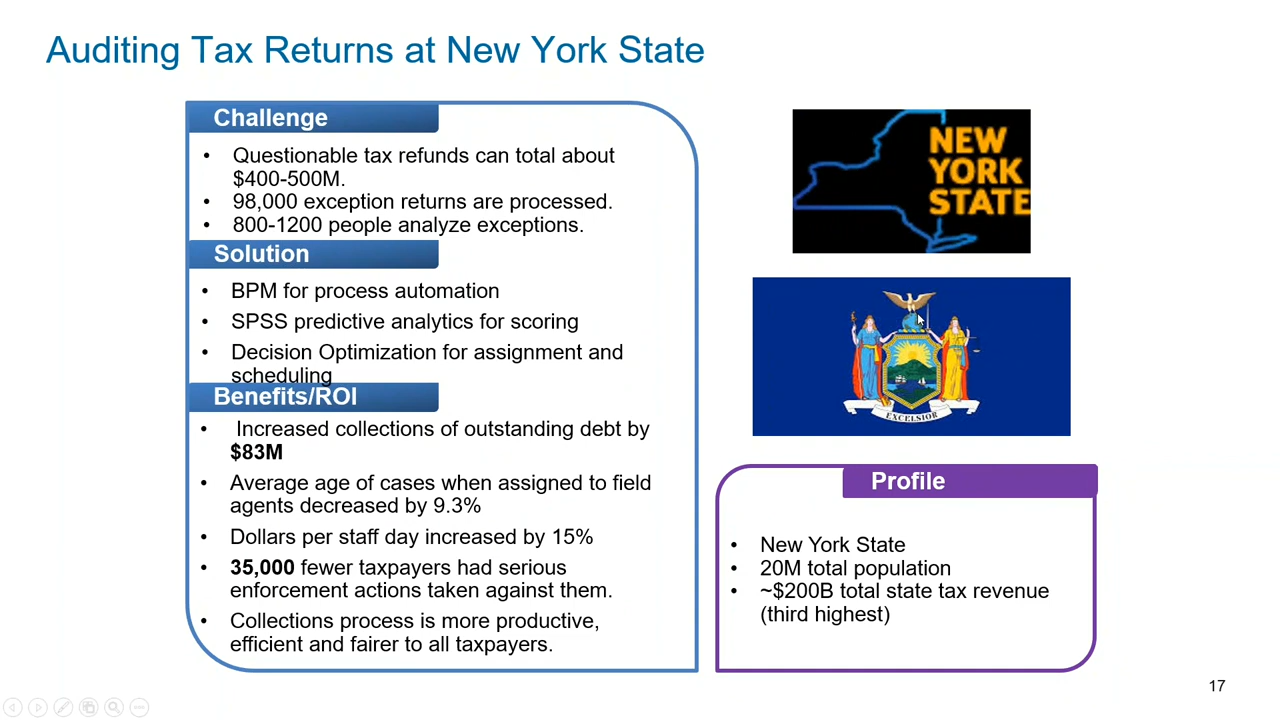 Auditing Tax Returns at New York State
Challenge
• Questionable tax refunds can total about
$400-500M.
• 98,000 exception returns are processed.
• 800-1200 people analyze exceptions.
Solution
• BPM for process automation
• SPSS predictive analytics for scoring
• Decision Optimization for assignment and
scheduling
Benefits/ROI
• Increased collections of outstanding debt by
$83M
• Average age of cases when assigned to field
agents decreased by 9.3%
• Dollars per staff day increased by 15%
• 35,000 fewer taxpayers had serious
enforcement actions taken against them.
• Collections process is more productive,
efficient and fairer to all taxpayers.
NEW
YORK
STATE
EXCELSIOR
Profile
• New York State
• 20M total population
• ~$200B total state tax revenue
(third highest)
17